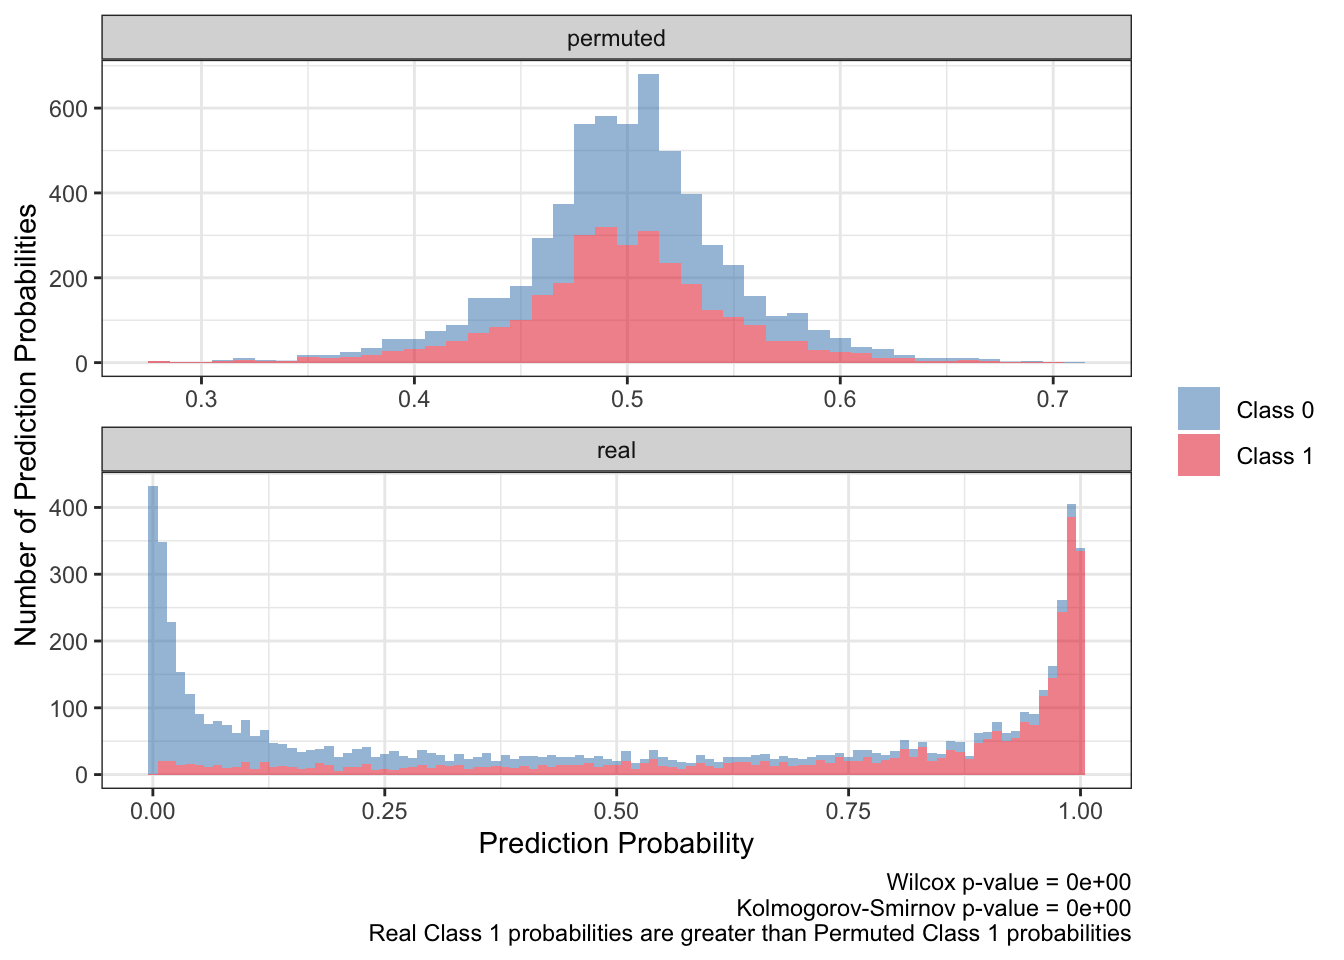 permuted
600
400
200
0
0.3 0.4 0.5 0.6 0.7
real
400
300
200
100
0
0.00 0.25 0.50 0.75 1.00
Number of Prediction Probabilities
Prediction Probability
Class 0
Class 1
Wilcox p-value = 0e+00
Kolmogorov-Smirnov p-value = 0e+00
Real Class 1 probabilities are greater than Permuted Class 1 probabilities